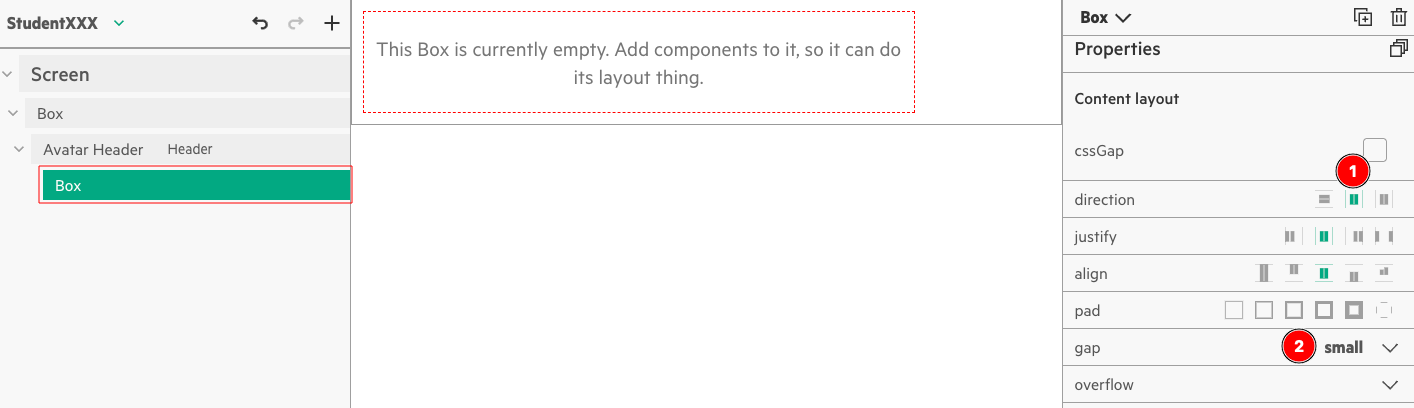 StudentXXX
Screen
Box
Avatar Header Header
Box
This Box is currently empty. Add components to it, so it can do
its layout thing.
Box
Properties
Content layout
cssGap
1
direction
justify
align
pad
gap 2 small
overflow